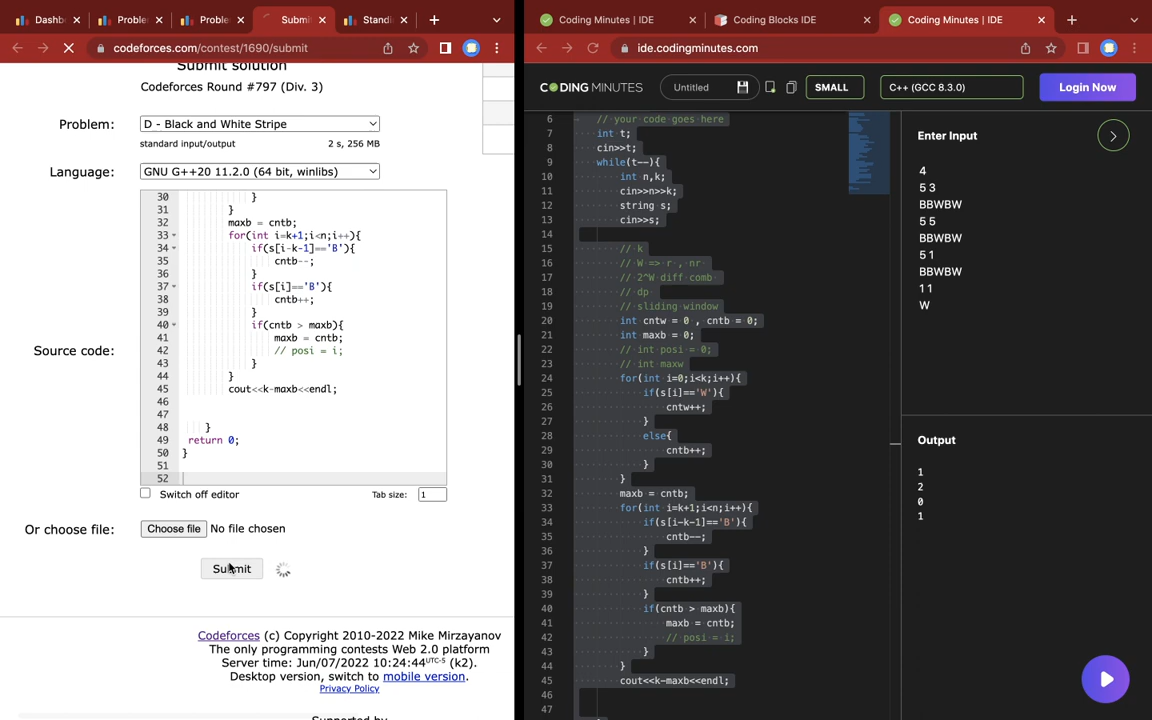 Dashb
Problem
Proble
Submi
Standi
codeforces.com/contest/1690/submit
Submit solution
Codeforces Round #797 (Div. 3)
Problem:
D - Black and White Stripe
standard input/output
2 s, 256 MB
Language:
GNU G++20 11.2.0 (64 bit, winlibs)
Source code:
30 }
31 }
32 maxb = cntb;
33 for(int i=k+1;i<n;i++){
34 if(s[i-k-1]=='B'){
35 cntb--;
36 }
37 if(s[i]=='B'){
38 cntb++;
39 }
40 if(cntb > maxb){
41 maxb = cntb;
42 // posi = i;
43 }
44 }
45 cout<<k-maxb<<endl;
46
47
48 }
49 return 0;
50 }
51
52
Switch off editor
Tab size:
1
Or choose file:
Choose file No file chosen
Submit
Codeforces (c) Copyright 2010-2022 Mike Mirzayanov
The only programming contests Web 2.0 platform
Server time: Jun/07/2022 10:24:44UTC-5 (k2).
Desktop version, switch to mobile version.
Privacy Policy
Supported by
Coding Minutes | IDE
Coding Blocks IDE
Coding Minutes | IDE
ide.codingminutes.com
CODING MINUTES
Untitled
SMALL
C++ (GCC 8.3.0)
Login Now
6 // your code goes here
7 int t;
8 cin>>t;
9 while(t--){
10 int n,k;
11 cin>>n>>k;
12 string s;
13 cin>>s;
14
15 // k
16 // W => r , nr
17 // 2^W diff comb
18 // dp
19 // sliding window
20 int cntw = 0 , cntb = 0;
21 int maxb = 0;
22 // int posi = 0;
23 // int maxw
24 for(int i=0;i<k;i++){
25 if(s[i]=='W'){
26 cntw++;
27 }
28 else{
29 cntb++;
30 }
31 }
32 maxb = cntb;
33 for(int i=k+1;i<n;i++){
34 if(s[i-k-1]=='B'){
35 cntb--;
36 }
37 if(s[i]=='B'){
38 cntb++;
39 }
40 if(cntb > maxb){
41 maxb = cntb;
42 // posi = i;
43 }
44 }
45 cout<<k-maxb<<endl;
46
47
Enter Input
4
5 3
BBWBW
5 5
BBWBW
5 1
BBWBW
1 1
W
Output
1
2
0
1